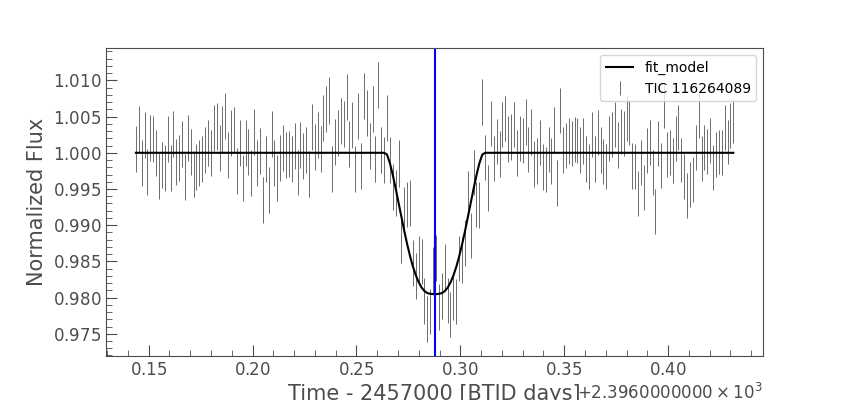 fit_model
TIC 116264089
1.010
1.005
1.000
0.995
0.990
0.985
0.980
0.975
Normalized Flux
0.15 0.20 0.25 0.30 0.35 0.40
Time - 2457000 [BTJD days]
+2.3960000000 × 10³